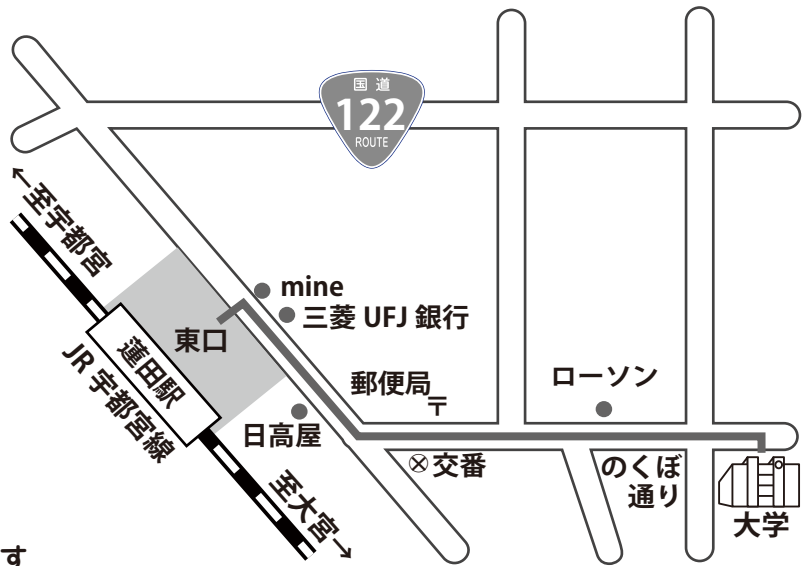 国道
122
ROUTE
←至宇都宮
mine
三菱 UFJ 銀行
東口
蓮田駅
JR 宇都宮線
郵便局
〒
ローソン
日高屋
交番
のくぼ
通り
至大宮→
大学
す